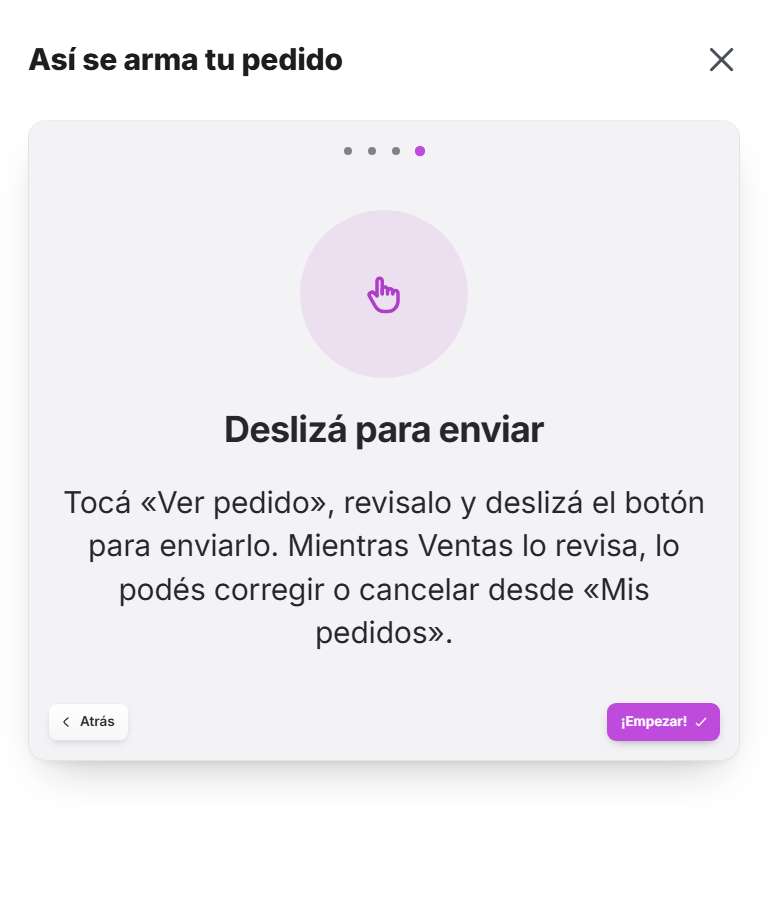 Así se arma tu pedido
Deslizá para enviar
Tocá «Ver pedido», revisalo y deslizá el botón
para enviarlo. Mientras Ventas lo revisa, lo
podés corregir o cancelar desde «Mis
pedidos».
Atrás
¡Empezar!